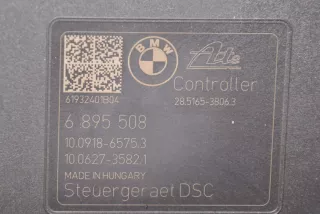 BMW
Ate
Controller
61932401B04
28.5165-3806.3
6 895 508
10.0918-6575.3
10.0627-3582.1
MADE IN HUNGARY
Steuergeraet DSC